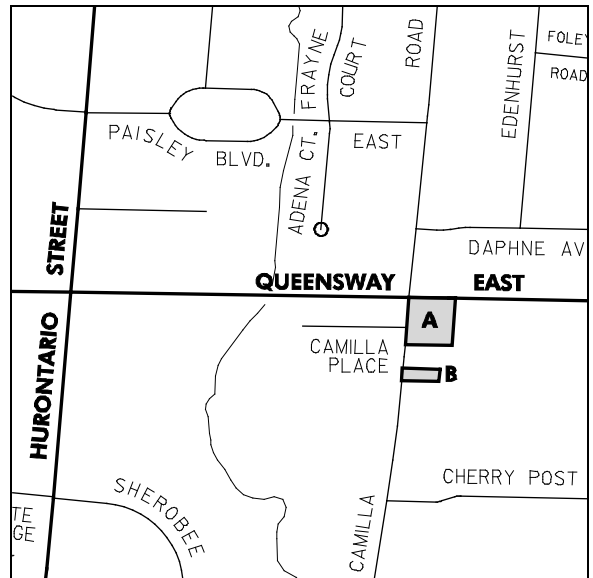 FRAYNE
COURT
ROAD
EDENHURST
FOLEY
ROAD
PAISLEY
BLVD.
EAST
ADENA CT.
STREET
DAPHNE AV
QUEENSWAY
EAST
A
CAMILLA
PLACE
B
HURONTARIO
CHERRY POST
SHEROBEE
CAMILLA
TE
GE